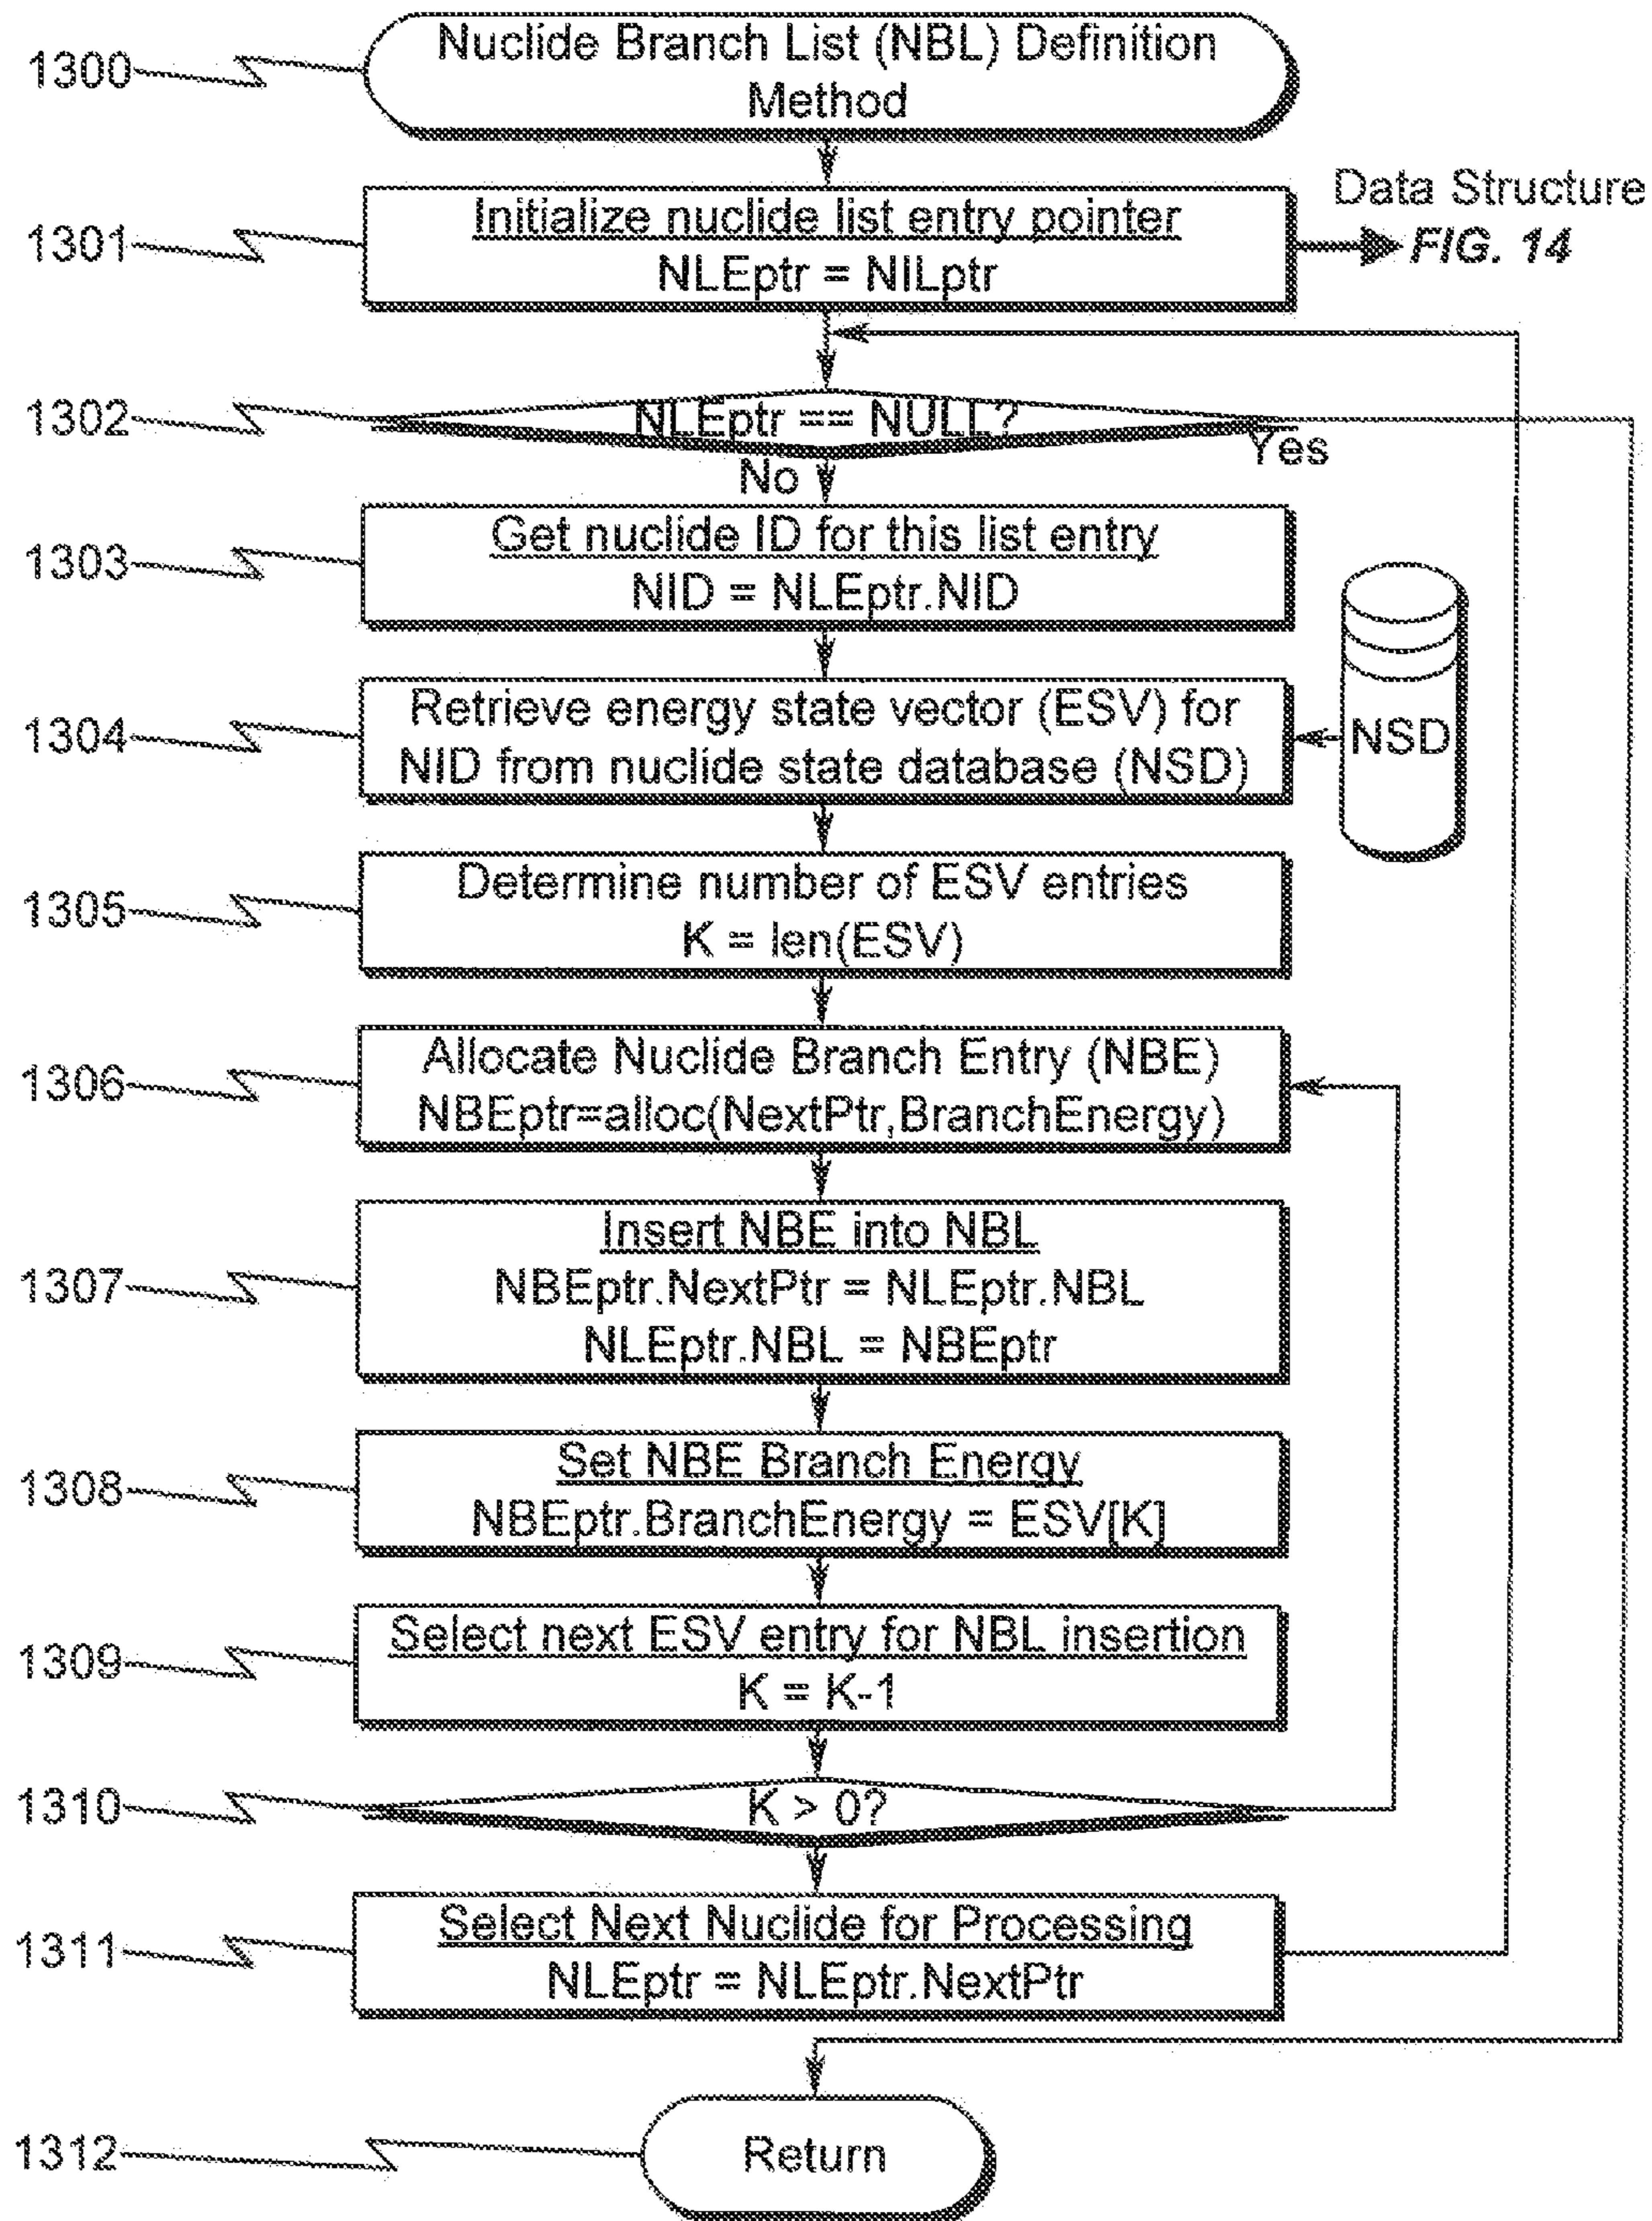 1300
Nuclide Branch List (NBL) Definition
Method
1301
Initialize nuclide list entry pointer
NLEptr = NILptr
Data Structure
FIG. 14
1302
NLEptr == NULL?
Yes
No
1303
Get nuclide ID for this list entry
NID = NLEptr.NID
1304
Retrieve energy state vector (ESV) for
NID from nuclide state database (NSD)
NSD
1305
Determine number of ESV entries
K = len(ESV)
1306
Allocate Nuclide Branch Entry (NBE)
NBEptr=alloc(NextPtr,BranchEnergy)
1307
Insert NBE into NBL
NBEptr.NextPtr = NLEptr.NBL
NLEptr.NBL = NBEptr
1308
Set NBE Branch Energy
NBEptr.BranchEnergy = ESV[K]
1309
Select next ESV entry for NBL insertion
K = K-1
1310
K > 0?
1311
Select Next Nuclide for Processing
NLEptr = NLEptr.NextPtr
1312
Return